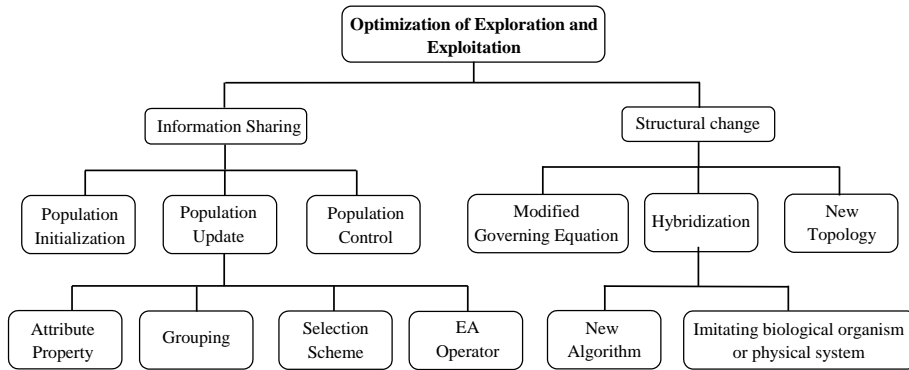 Optimization of Exploration and
Exploitation
Information Sharing
Structural change
Population
Initialization
Population
Update
Population
Control
Modified
Governing Equation
Hybridization
New
Topology
Attribute
Property
Grouping
Selection
Scheme
EA
Operator
New
Algorithm
Imitating biological organism
or physical system